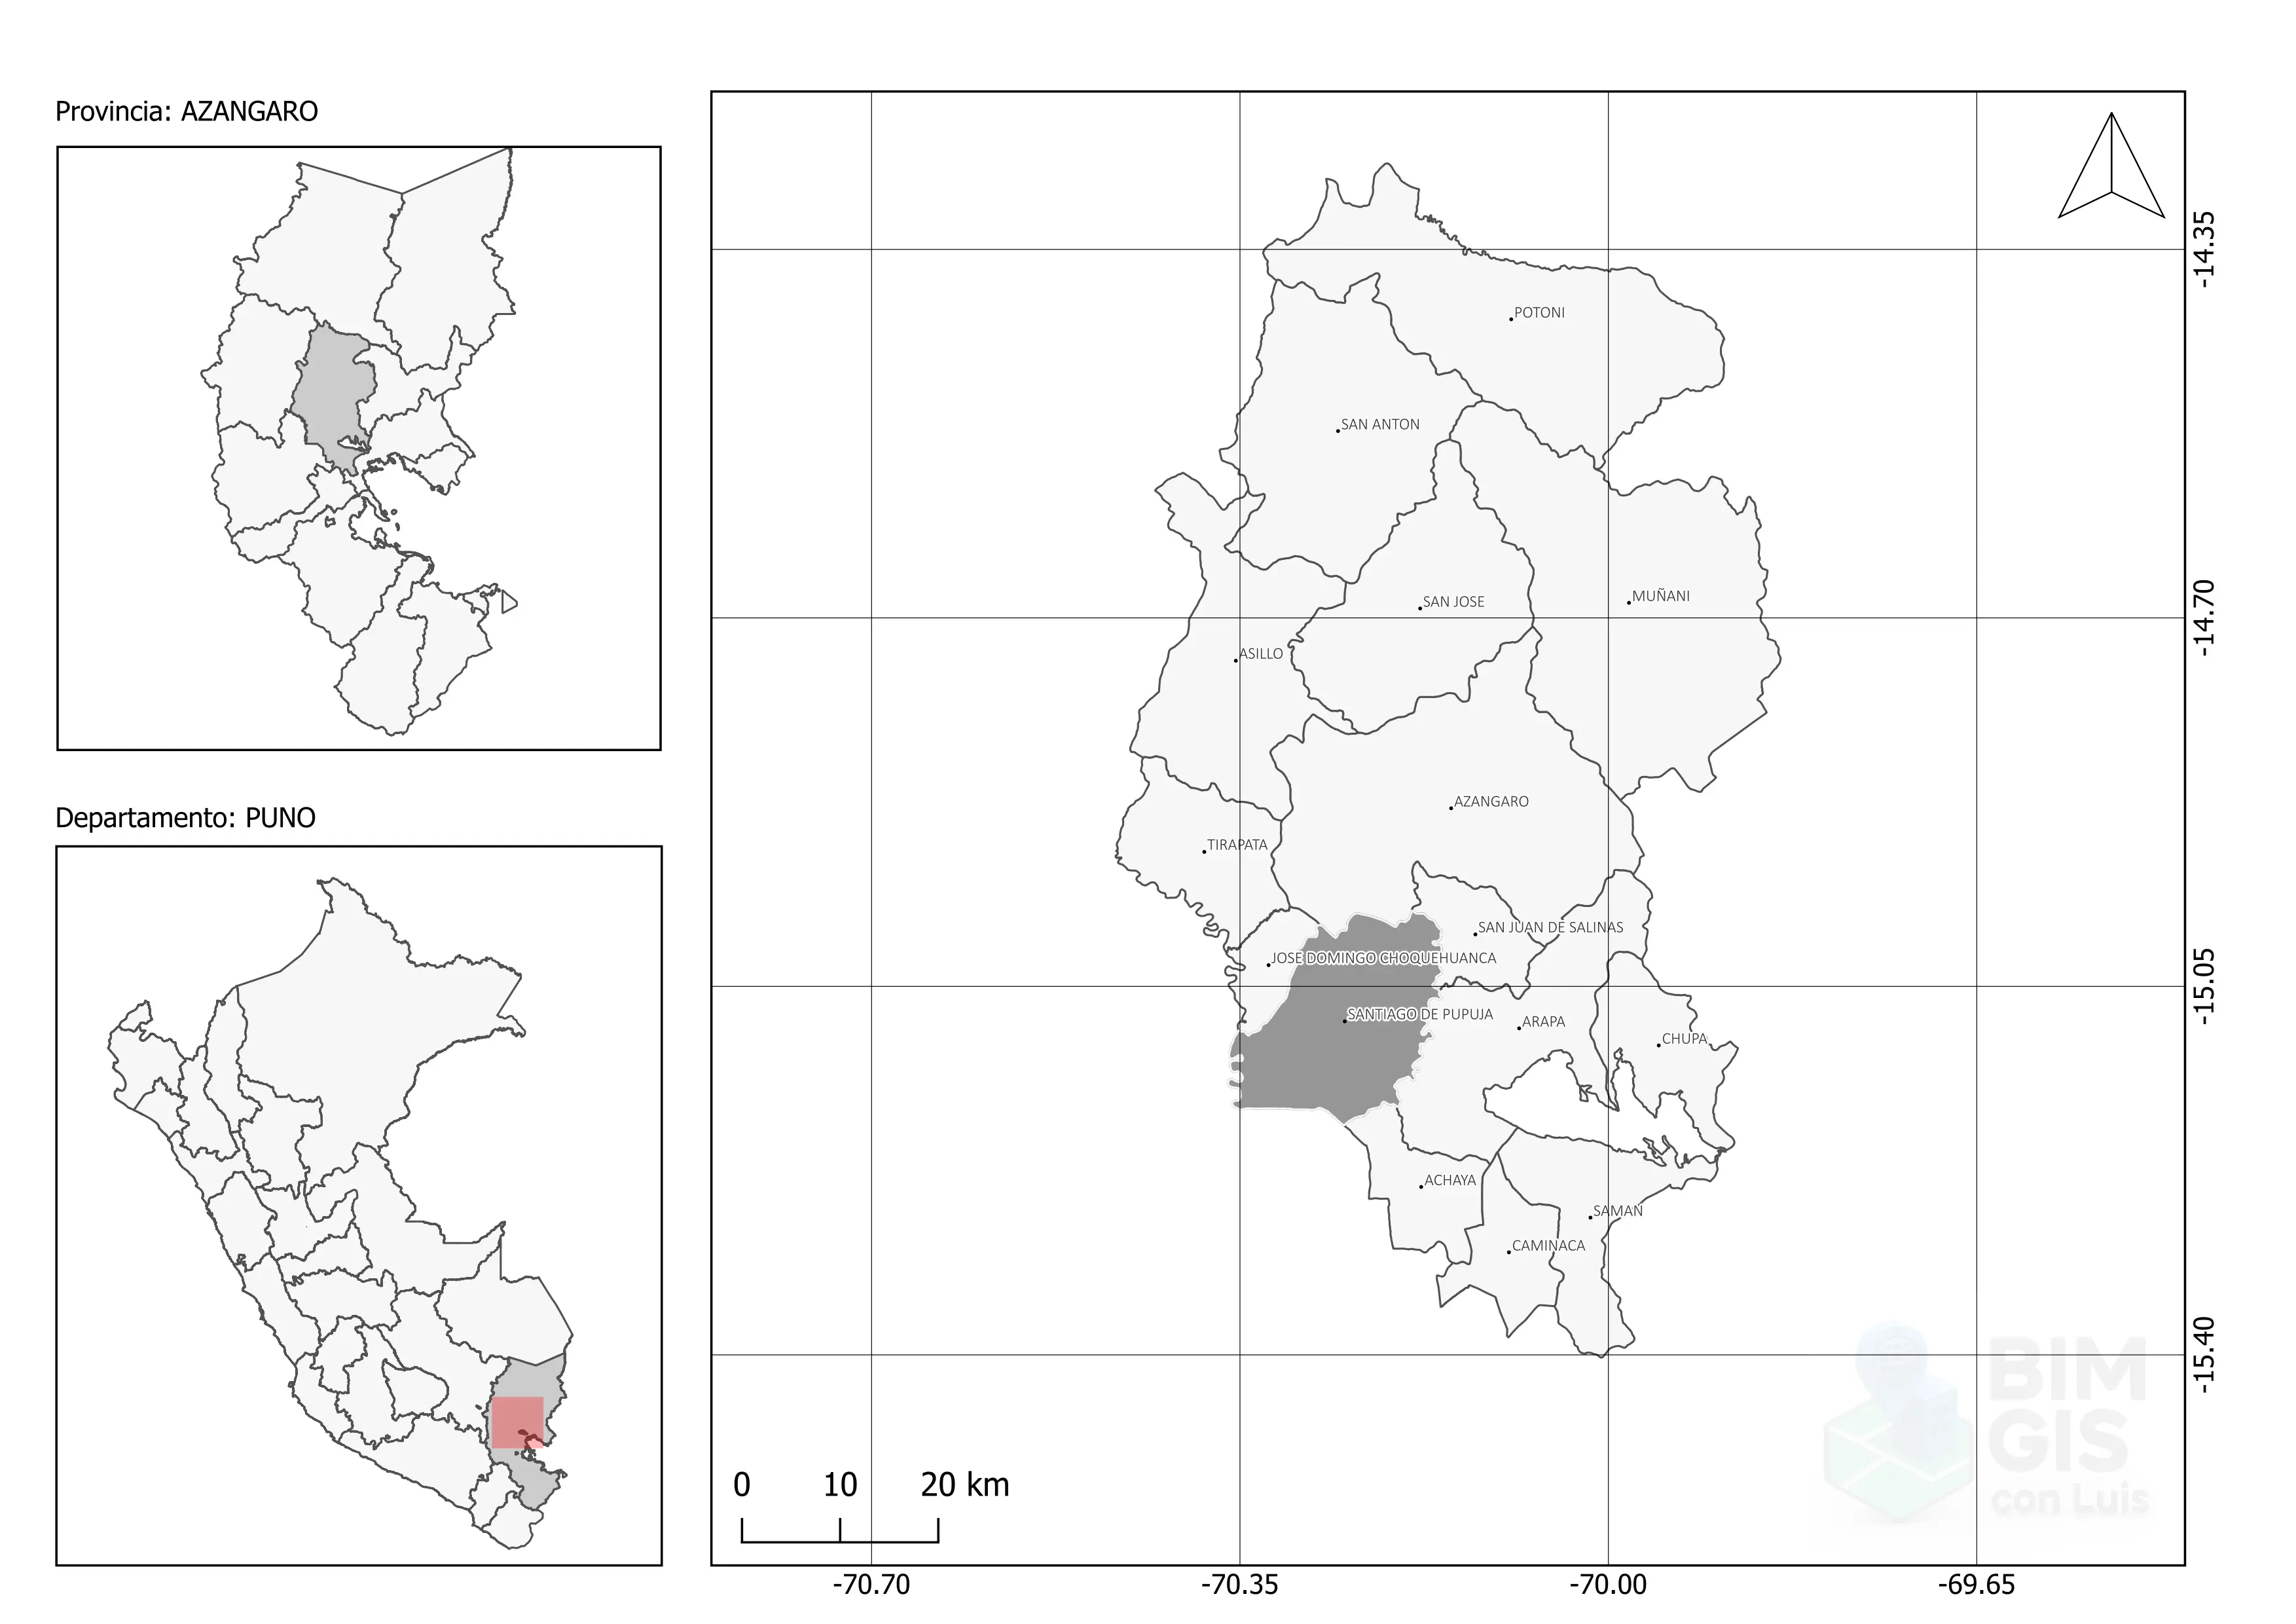 Provincia: AZANGARO
Departamento: PUNO
POTONI
SAN ANTON
SAN JOSE
MUÑANI
ASILLO
AZANGARO
TIRAPATA
SAN JUAN DE SALINAS
JOSE DOMINGO CHOQUEHUANCA
SANTIAGO DE PUPUJA
ARAPA
CHUPA
ACHAYA
SAMAN
CAMINACA
-14.35
-14.70
-15.05
-15.40
BIM
GIS
con Luis
0 10 20 km
-70.70 -70.35 -70.00 -69.65